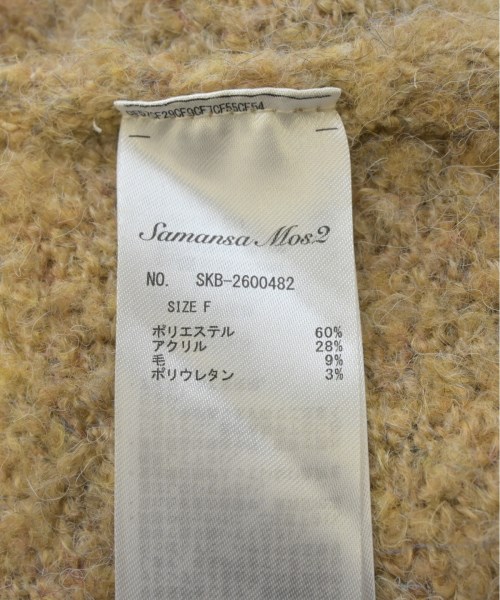 Samansa Mos2
NO. SKB-2600482
SIZE F
ポリエステル 60%
アクリル 28%
毛 9%
ポリウレタン 3%